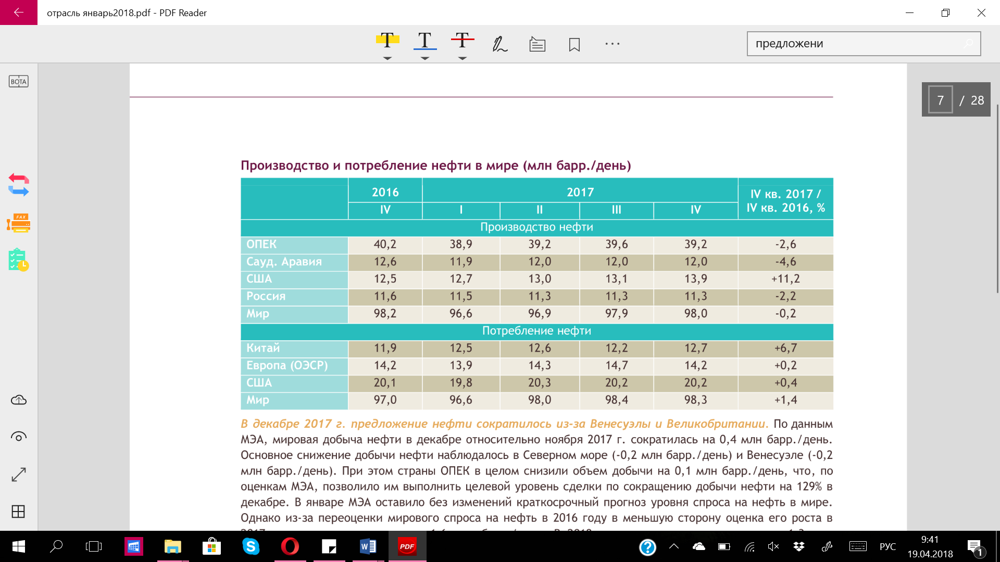 отрасль январь2018.pdf - PDF Reader
T T T ...
предложени
BOTA
7 / 28
FAX
Производство и потребление нефти в мире (млн барр./день)
2016 2017 IV кв. 2017 / IV кв. 2016, %
IV I II III IV
Производство нефти
ОПЕК 40,2 38,9 39,2 39,6 39,2 -2,6
Сауд. Аравия 12,6 11,9 12,0 12,0 12,0 -4,6
США 12,5 12,7 13,0 13,1 13,9 +11,2
Россия 11,6 11,5 11,3 11,3 11,3 -2,2
Мир 98,2 96,6 96,9 97,9 98,0 -0,2
Потребление нефти
Китай 11,9 12,5 12,6 12,2 12,7 +6,7
Европа (ОЭСР) 14,2 13,9 14,3 14,7 14,2 +0,2
США 20,1 19,8 20,3 20,2 20,2 +0,4
Мир 97,0 96,6 98,0 98,4 98,3 +1,4
В декабре 2017 г. предложение нефти сократилось из-за Венесуэлы и Великобритании. По данным
МЭА, мировая добыча нефти в декабре относительно ноября 2017 г. сократилась на 0,4 млн барр./день.
Основное снижение добычи нефти наблюдалось в Северном море (-0,2 млн барр./день) и Венесуэле (-0,2
млн барр./день). При этом страны ОПЕК в целом снизили объем добычи на 0,1 млн барр./день, что, по
оценкам МЭА, позволило им выполнить целевой уровень сделки по сокращению добычи нефти на 129% в
декабре. В январе МЭА оставило без изменений краткосрочный прогноз уровня спроса на нефть в мире.
Однако из-за переоценки мирового спроса на нефть в 2016 году в меньшую сторону оценка его роста в
S W PDF ? РУС
9:41
19.04.2018
1